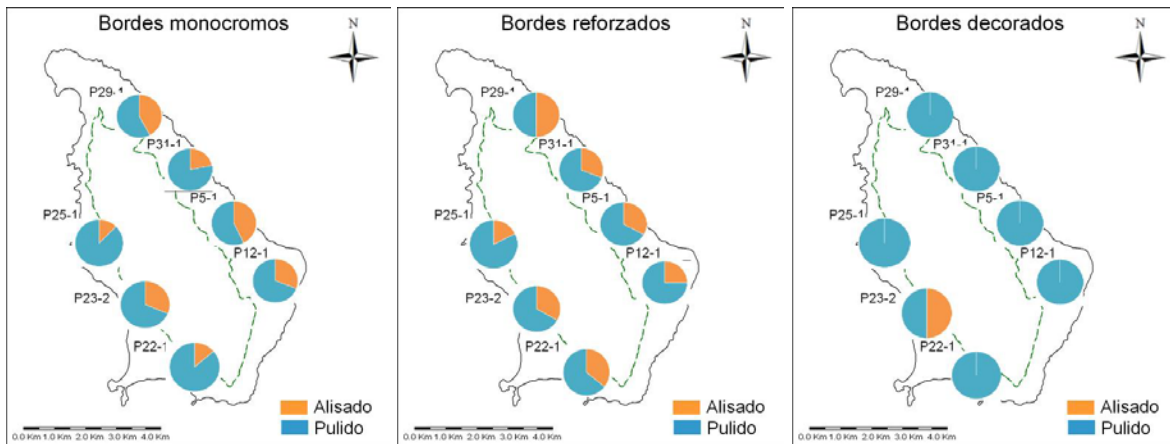 Bordes monocromos
N
P29-1
P31-1
P5-1
P25-1
P12-1
P23-2
P22-1
Alisado
Pulido
0.0 Km 1.0 Km 2.0 Km 3.0 Km 4.0 Km
Bordes reforzados
N
P29-1
P31-1
P5-1
P25-1
P12-1
P23-2
P22-1
Alisado
Pulido
0.0 Km 1.0 Km 2.0 Km 3.0 Km 4.0 Km
Bordes decorados
N
P29-1
P31-1
P5-1
P25-1
P12-1
P23-2
P22-1
Alisado
Pulido
0.0 Km 1.0 Km 2.0 Km 3.0 Km 4.0 Km